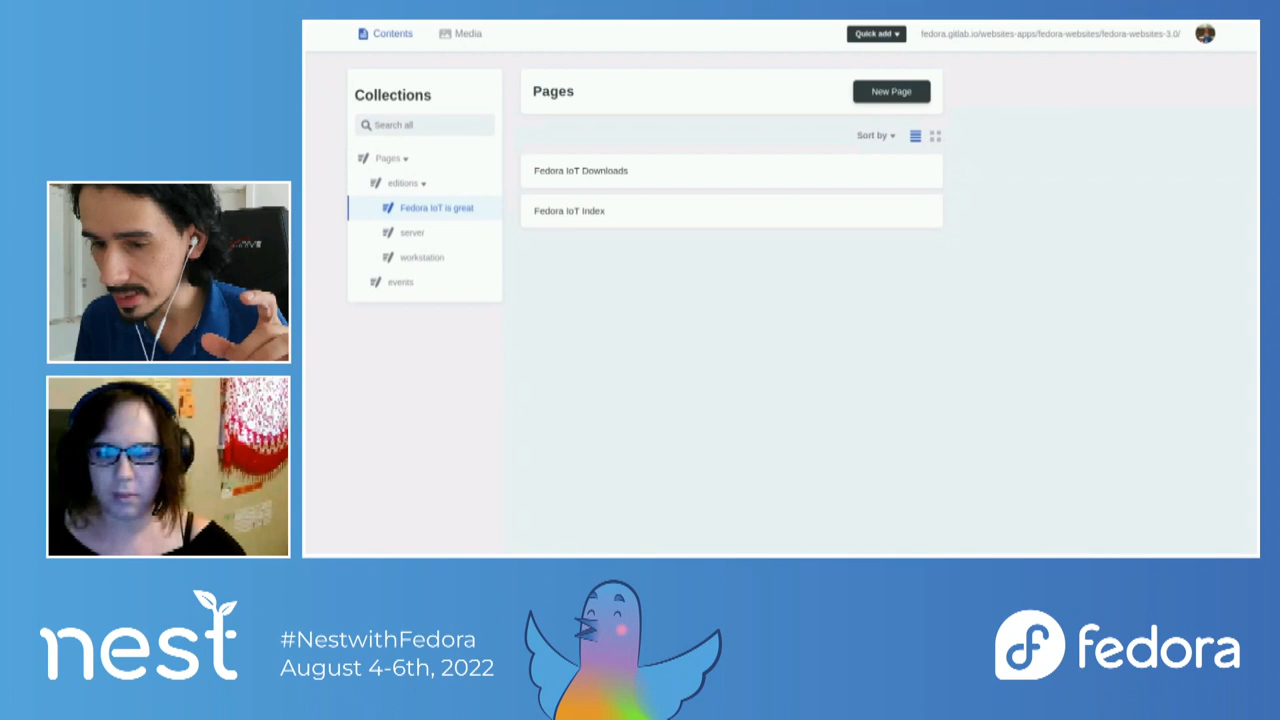 Contents
Media
Quick add
fedora.gitlab.io/websites-apps/fedora-websites/fedora-websites-3.0/
Collections
Search all
Pages
editions
Fedora IoT is great
server
workstation
events
Pages
New Page
Sort by
Fedora IoT Downloads
Fedora IoT Index
nest
#NestwithFedora
August 4-6th, 2022
fedora